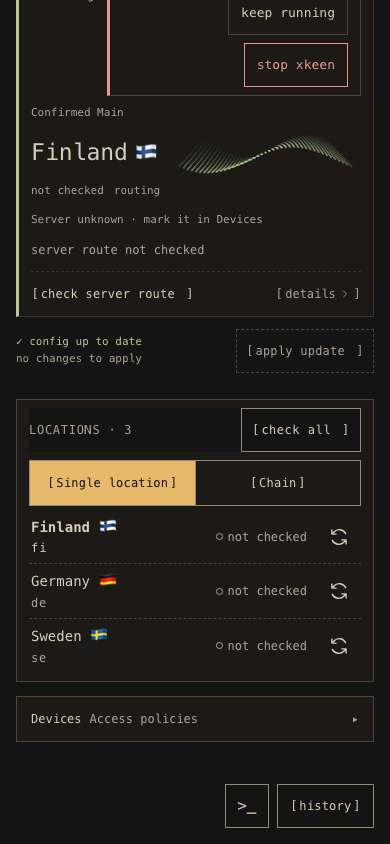 keep running
stop xkeen
Confirmed Main
Finland 🇫🇮
not checked routing
Server unknown · mark it in Devices
server route not checked
[check server route ] [details > ]
✓ config up to date
no changes to apply
[apply update ]
LOCATIONS · 3
[check all ]
[Single location] [Chain]
Finland 🇫🇮
fi
○ not checked
Germany 🇩🇪
de
○ not checked
Sweden 🇸🇪
se
○ not checked
Devices Access policies ▸
>_ [history]